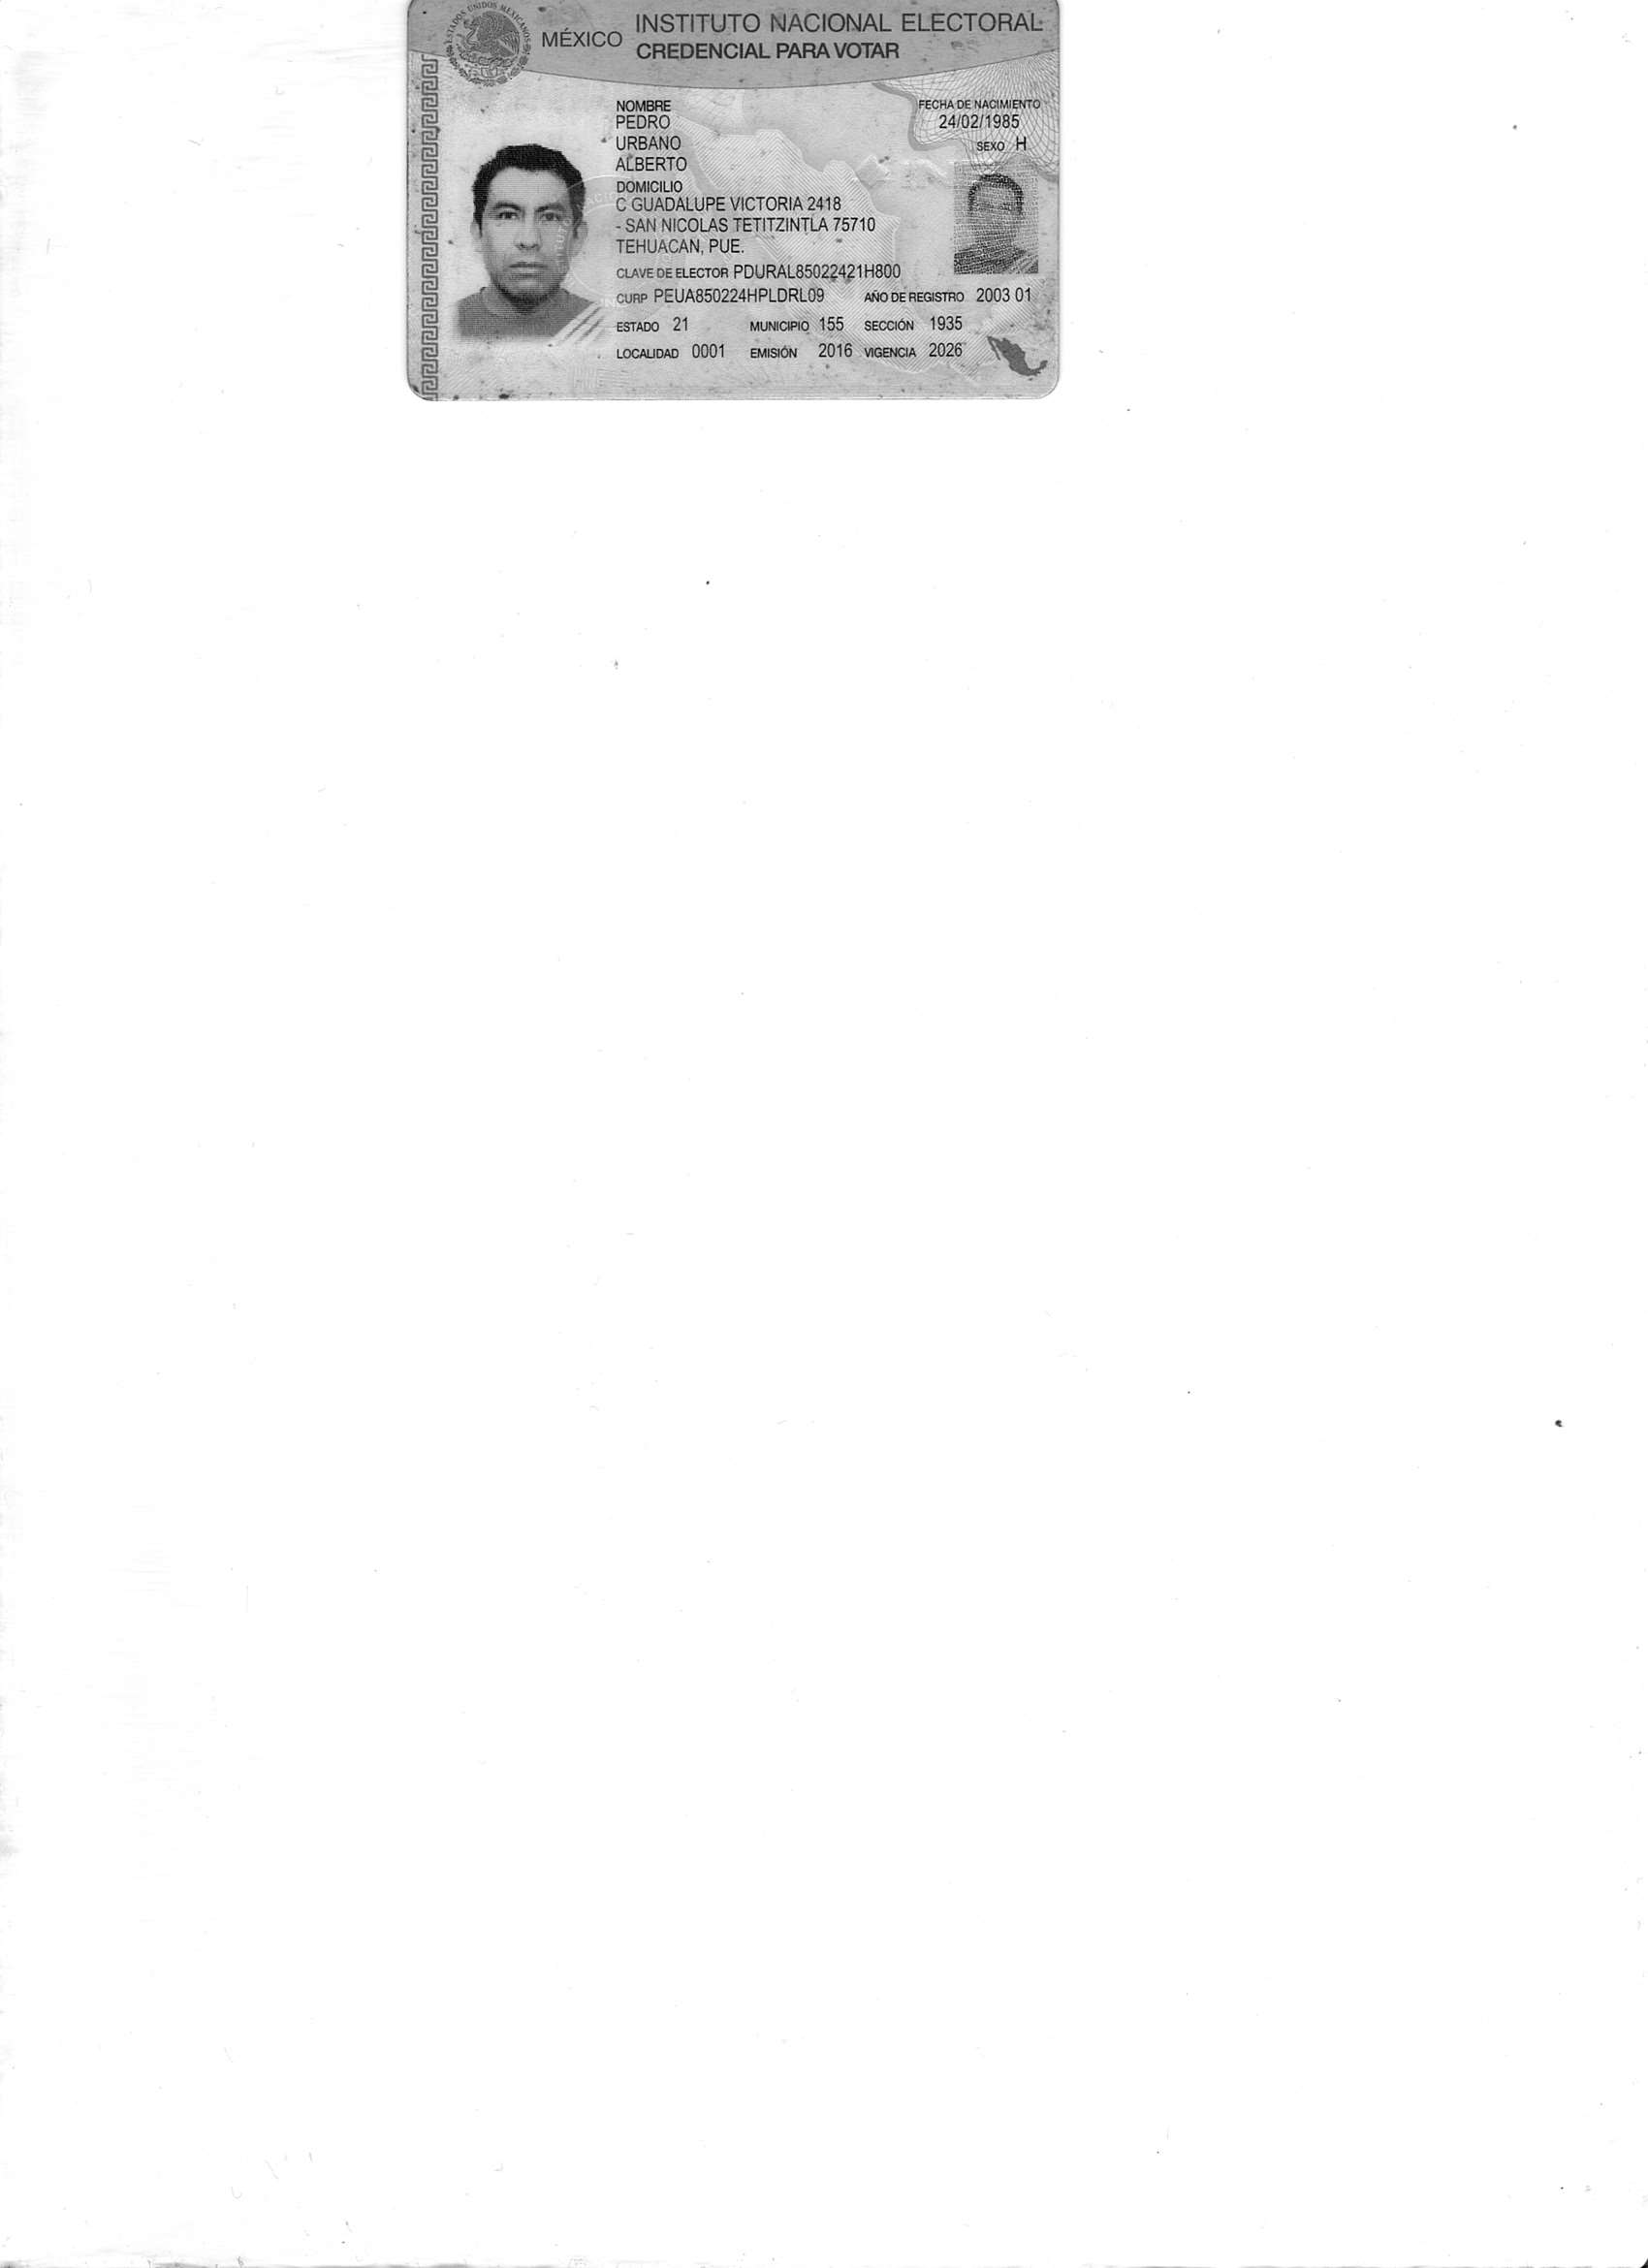 ESTADOS UNIDOS MEXICANOS
MÉXICO
INSTITUTO NACIONAL ELECTORAL
CREDENCIAL PARA VOTAR
NOMBRE
PEDRO
URBANO
ALBERTO
FECHA DE NACIMIENTO
24/02/1985
SEXO H
DOMICILIO
C GUADALUPE VICTORIA 2418
- SAN NICOLAS TETITZINTLA 75710
TEHUACAN, PUE.
CLAVE DE ELECTOR PDURAL85022421H800
CURP PEUA850224HPLDRL09 AÑO DE REGISTRO 2003 01
ESTADO 21 MUNICIPIO 155 SECCIÓN 1935
LOCALIDAD 0001 EMISIÓN 2016 VIGENCIA 2026